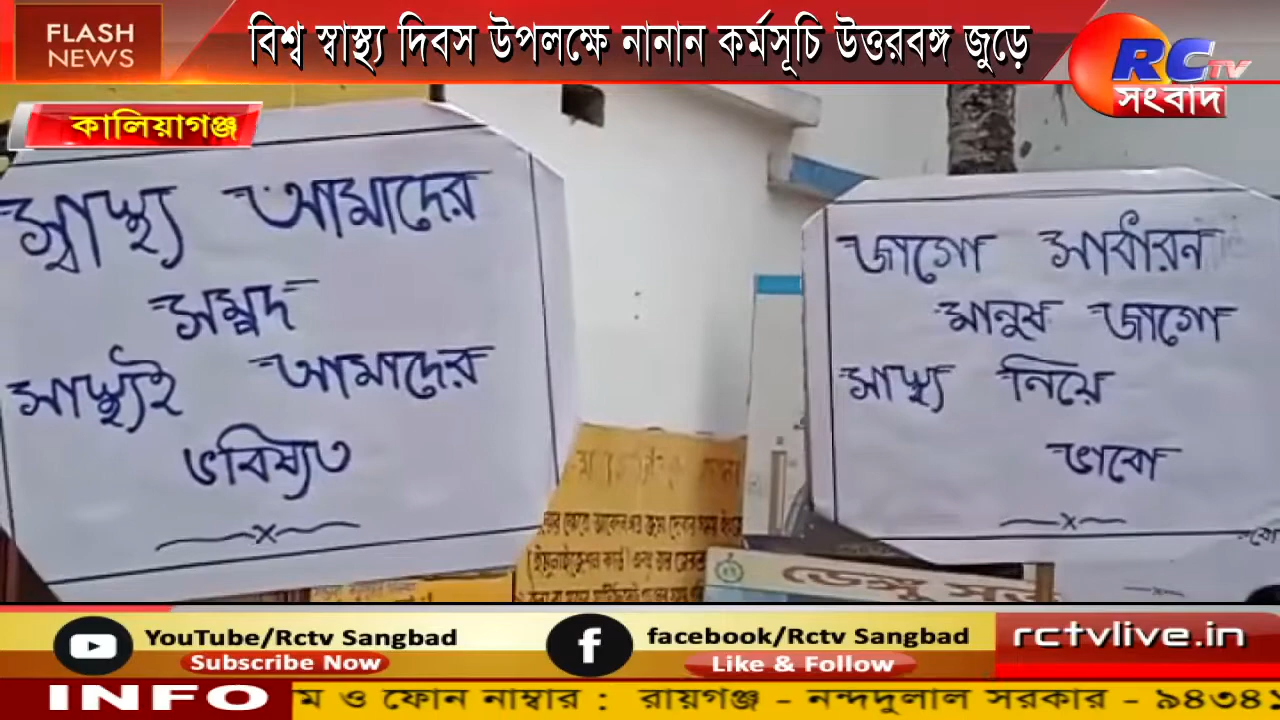 FLASH
NEWS
বিশ্ব স্বাস্থ্য দিবস উপলক্ষে নানান কর্মসূচি উত্তরবঙ্গ জুড়ে
RCTV
সংবাদ
কালিয়াগঞ্জ
স্বাস্থ্য আমাদের
সম্পদ
সাস্থ্যই আমাদের
ভবিষ্যত
জাগো সার্ধারন
মানুষ জাগো
সাস্থ্য নিয়ে
ভাবো
ডেঙ্গু
YouTube/Rctv Sangbad
Subscribe Now
facebook/Rctv Sangbad
Like & Follow
rctvlive.in
INFO ম ও ফোন নাম্বার : রায়গঞ্জ - নন্দদুলাল সরকার - ৯৪৩৪১